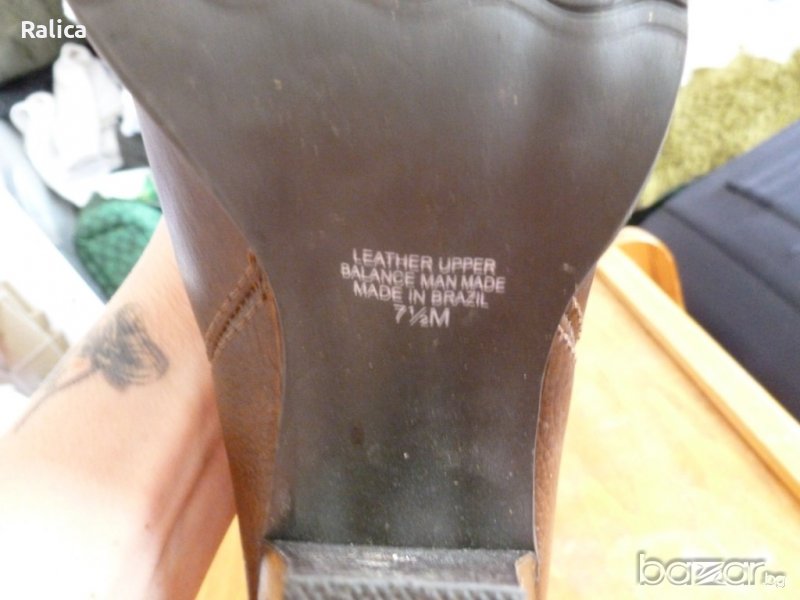 Ralica
LEATHER UPPER
BALANCE MAN MADE
MADE IN BRAZIL
7½M
bazar.bg